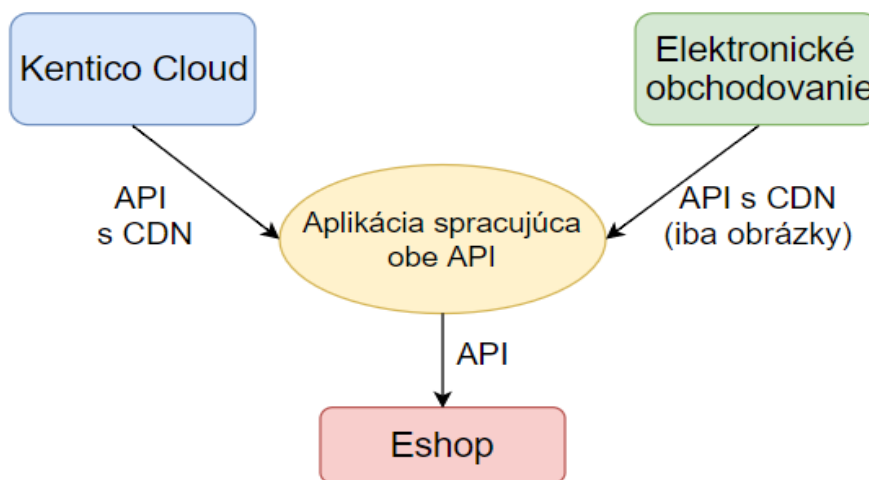 Kentico Cloud
Elektronické
obchodovanie
API
s CDN
Aplikácia spracujúca
obe API
API s CDN
(iba obrázky)
API
Eshop